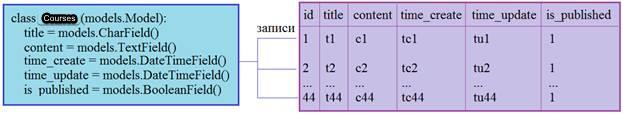 class Courses (models.Model):
title = models.CharField()
content = models.TextField()
time_create = models.DateTimeField()
time_update = models.DateTimeField()
is_published = models.BooleanField()
записи
id title content time_create time_update is_published
1 t1 c1 tc1 tu1 1
2 t2 c2 tc2 tu2 1
... ... ... ... ... ...
44 t44 c44 tc44 tu44 1